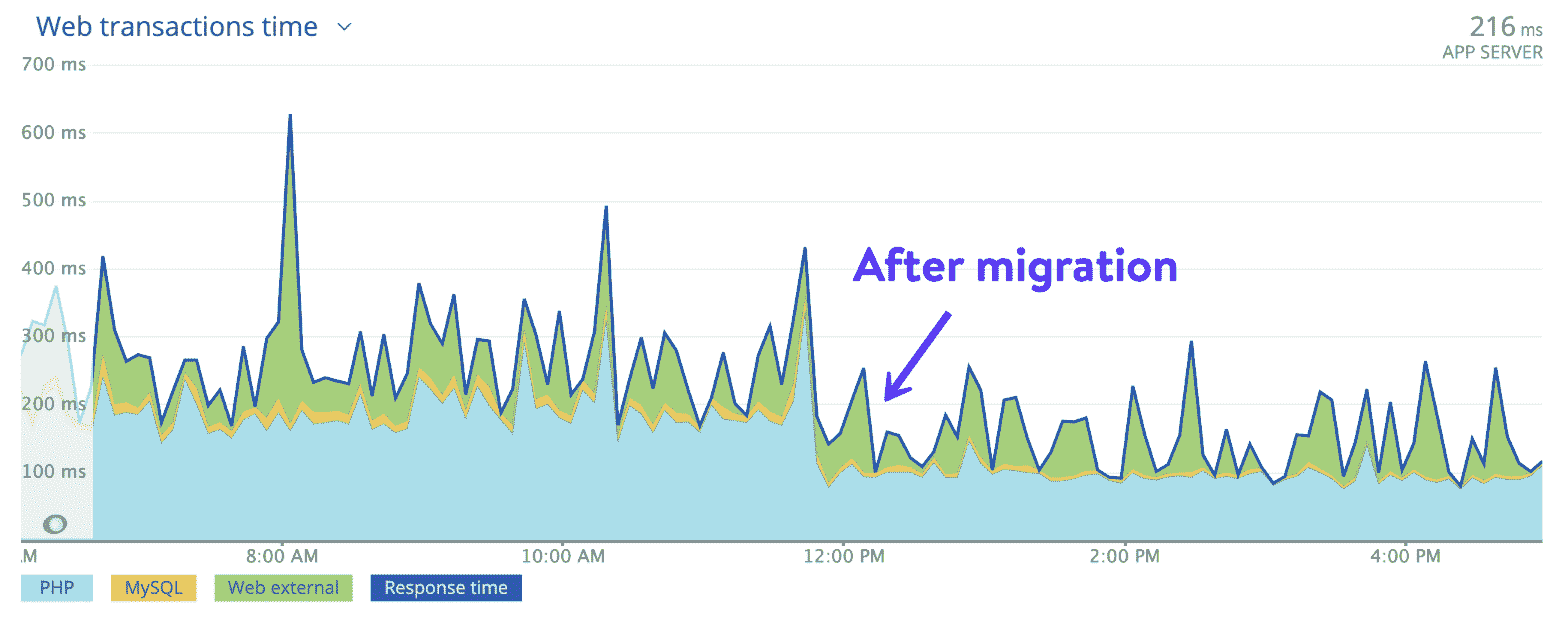 Web transactions time
216 ms
APP SERVER
700 ms
600 ms
500 ms
400 ms
300 ms
200 ms
100 ms
After migration
M 8:00 AM 10:00 AM 12:00 PM 2:00 PM 4:00 PM
PHP MySQL Web external Response time